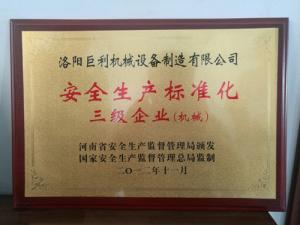 洛阳巨利机械设备制造有限公司
安全生产标准化
三级企业(机械)
河南省安全生产监督管理局颁发
国家安全生产监督管理总局监制
二〇一二年十一月